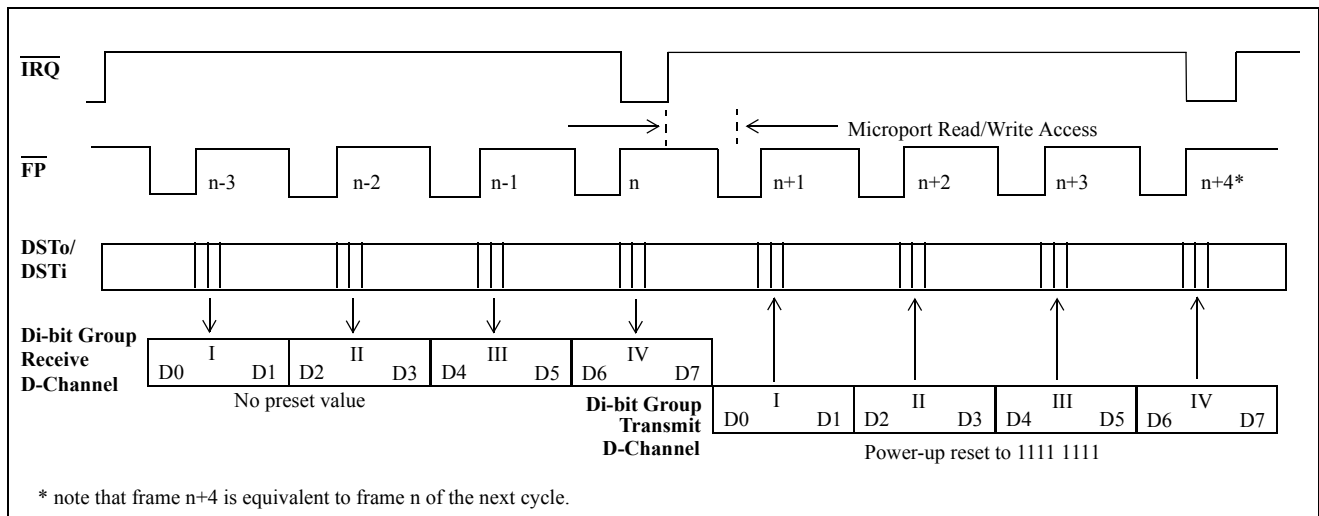 IRQ
Microport Read/Write Access
FP
n-3 n-2 n-1 n n+1 n+2 n+3 n+4*
DSTo/
DSTi
Di-bit Group
Receive
D-Channel
I II III IV
D0 D1 D2 D3 D4 D5 D6 D7
No preset value
Di-bit Group
Transmit
D-Channel
I II III IV
D0 D1 D2 D3 D4 D5 D6 D7
Power-up reset to 1111 1111
* note that frame n+4 is equivalent to frame n of the next cycle.